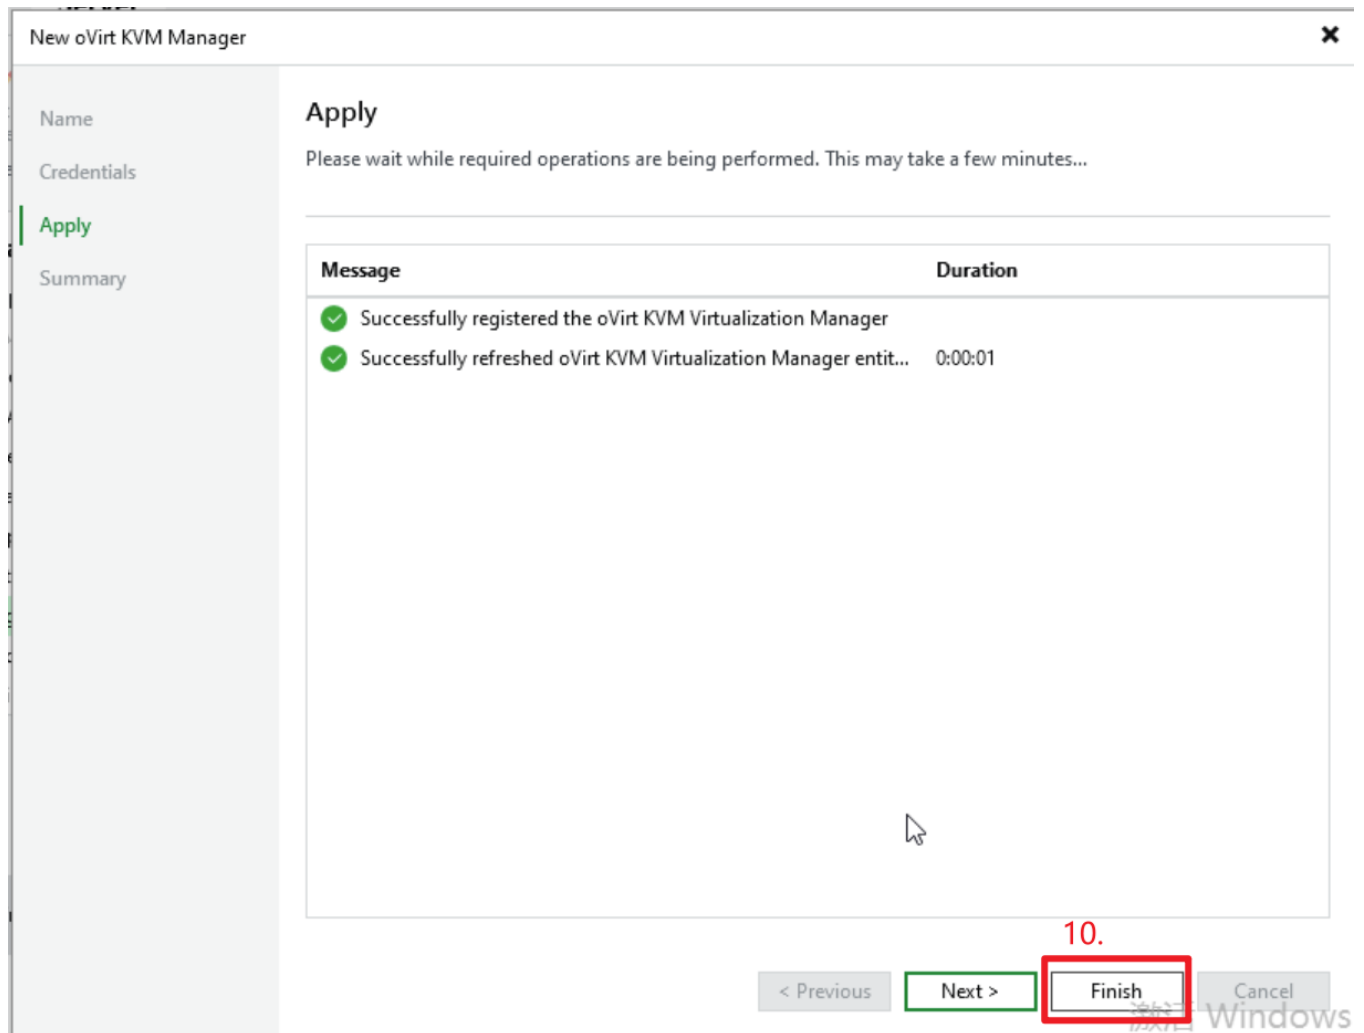 New oVirt KVM Manager
Name
Credentials
Apply
Summary
Apply
Please wait while required operations are being performed. This may take a few minutes...
Message Duration
Successfully registered the oVirt KVM Virtualization Manager
Successfully refreshed oVirt KVM Virtualization Manager entit... 0:00:01
10.
< Previous Next > Finish Cancel
激活 Windows